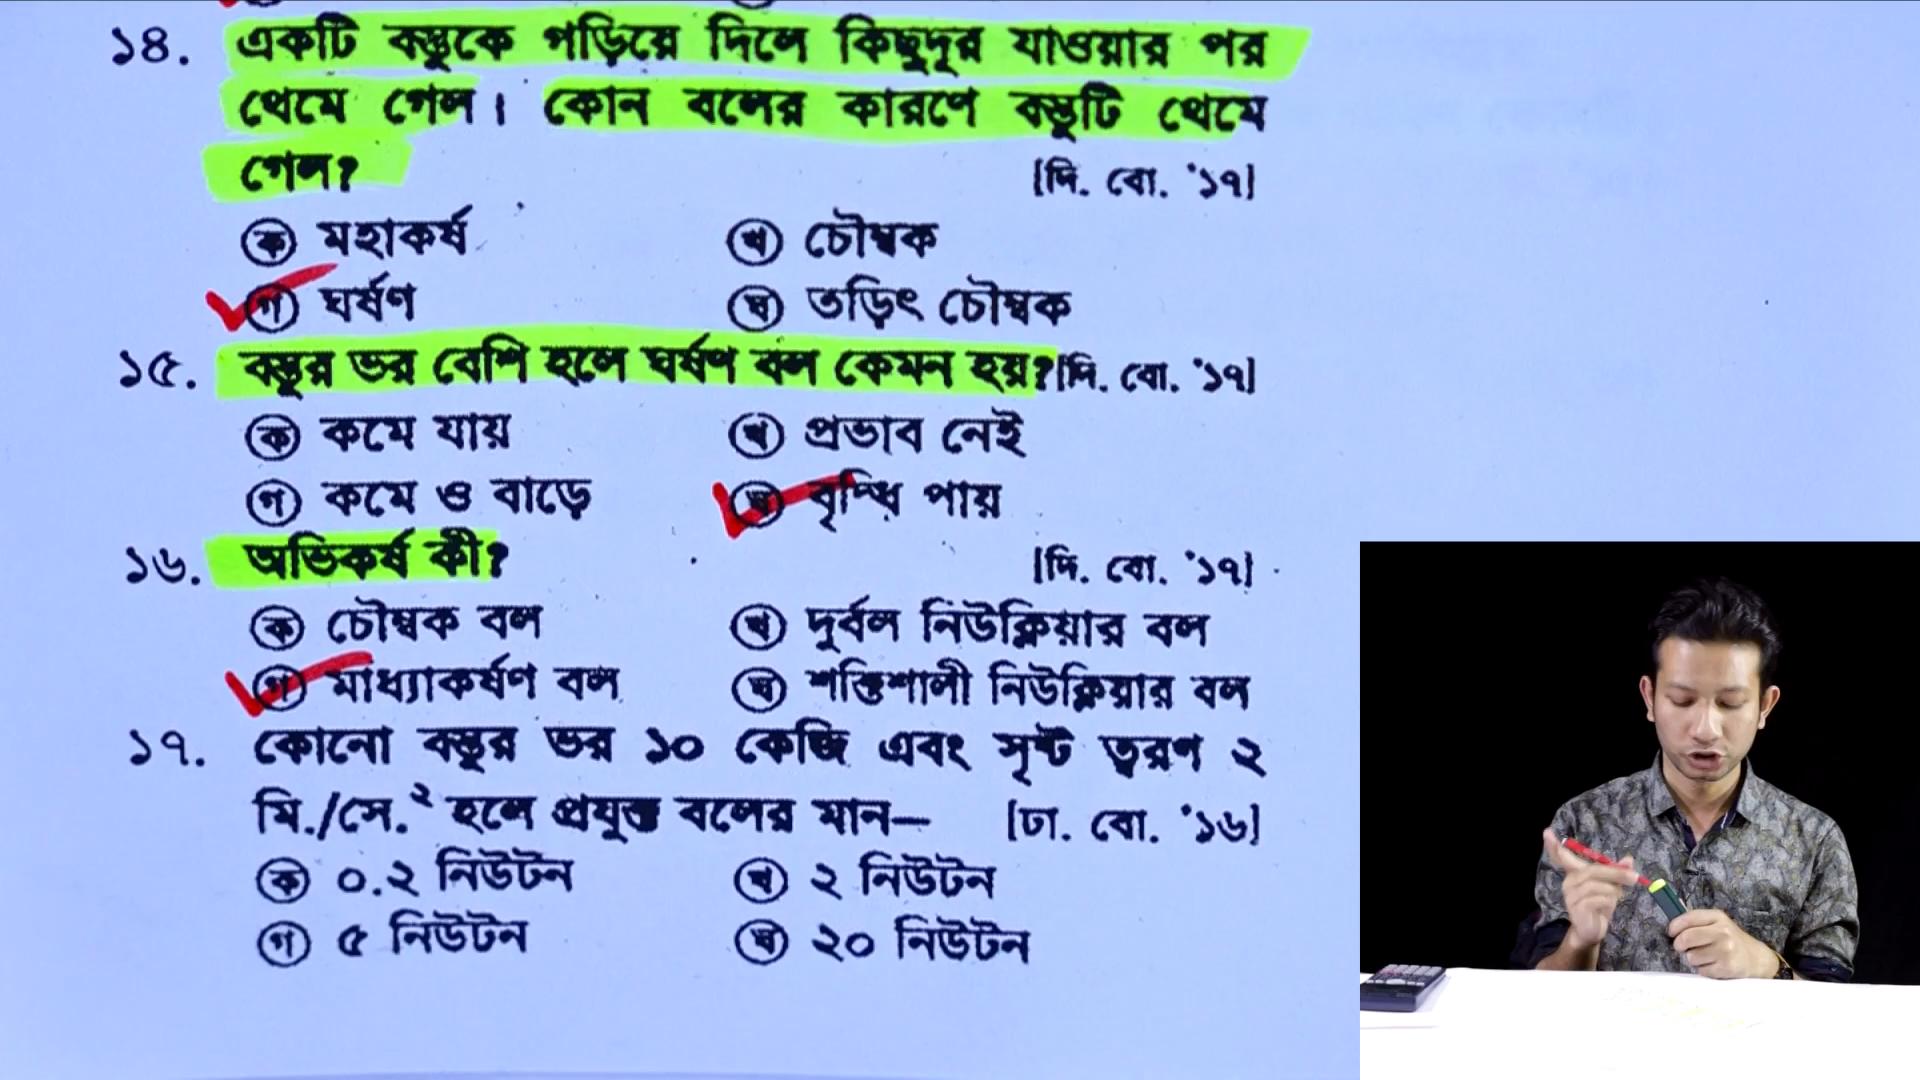 ১৪. একটি বস্তুকে গড়িয়ে দিলে কিছুদূর যাওয়ার পর
থেমে গেল। কোন বলের কারণে বস্তুটি থেমে
গেল? [দি. বো. '১৭]
ক মহাকর্ষ খ চৌম্বক
গ ঘর্ষণ ঘ তড়িৎ চৌম্বক
১৫. বস্তুর ভর বেশি হলে ঘর্ষণ বল কেমন হয়? [দি. বো. '১৭]
ক কমে যায় খ প্রভাব নেই
গ কমে ও বাড়ে ঘ বৃদ্ধি পায়
১৬. অভিকর্ষ কী? [দি. বো. '১৭]
ক চৌম্বক বল খ দুর্বল নিউক্লিয়ার বল
গ মাধ্যাকর্ষণ বল ঘ শক্তিশালী নিউক্লিয়ার বল
১৭. কোনো বস্তুর ভর ১০ কেজি এবং সৃষ্ট ত্বরণ ২
মি./সে.² হলে প্রযুক্ত বলের মান— [ঢা. বো. '১৬]
ক ০.২ নিউটন খ ২ নিউটন
গ ৫ নিউটন ঘ ২০ নিউটন